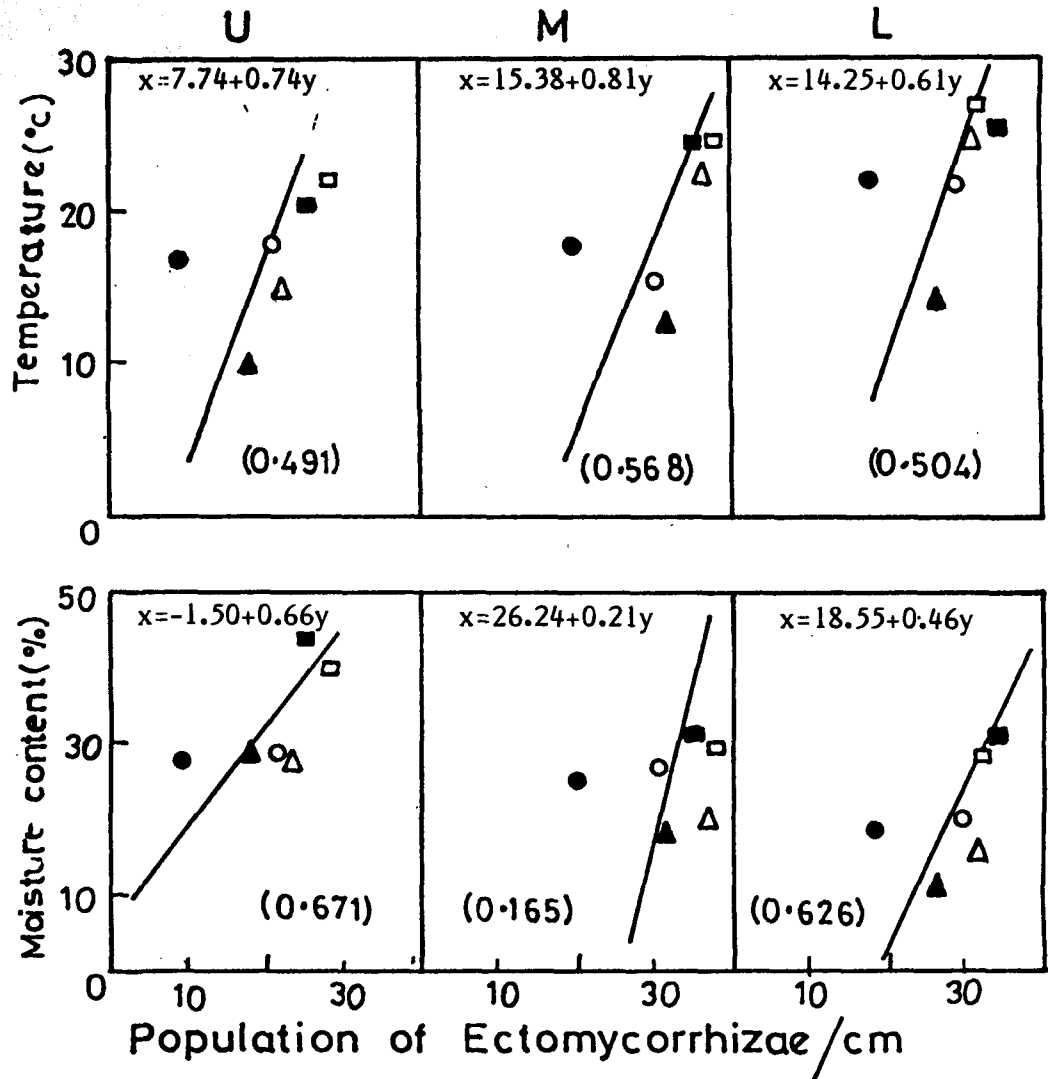 U M L
30 x=7.74+0.74y x=15.38+0.81y x=14.25+0.61y
Temperature(°C)
20
10
(0.491) (0.568) (0.504)
0
50 x=-1.50+0.66y x=26.24+0.21y x=18.55+0.46y
Moisture content(%)
30
10
(0.671) (0.165) (0.626)
0 10 30 10 30 10 30
Population of Ectomycorrhizae/cm